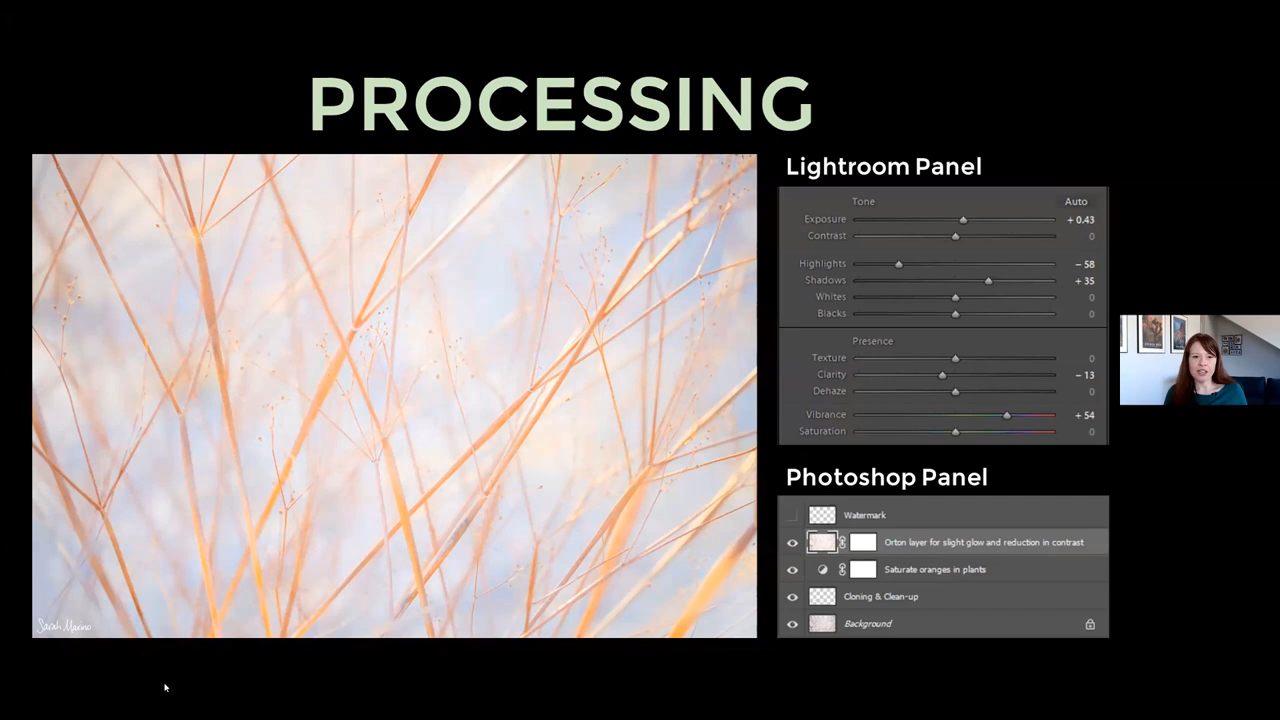 PROCESSING
Lightroom Panel
Tone Auto
Exposure + 0.43
Contrast 0
Highlights – 58
Shadows + 35
Whites 0
Blacks 0
Presence
Texture 0
Clarity – 13
Dehaze 0
Vibrance + 54
Saturation 0
Photoshop Panel
Watermark
Orton layer for slight glow and reduction in contrast
Saturate oranges in plants
Cloning & Clean-up
Background
Sarah Marino